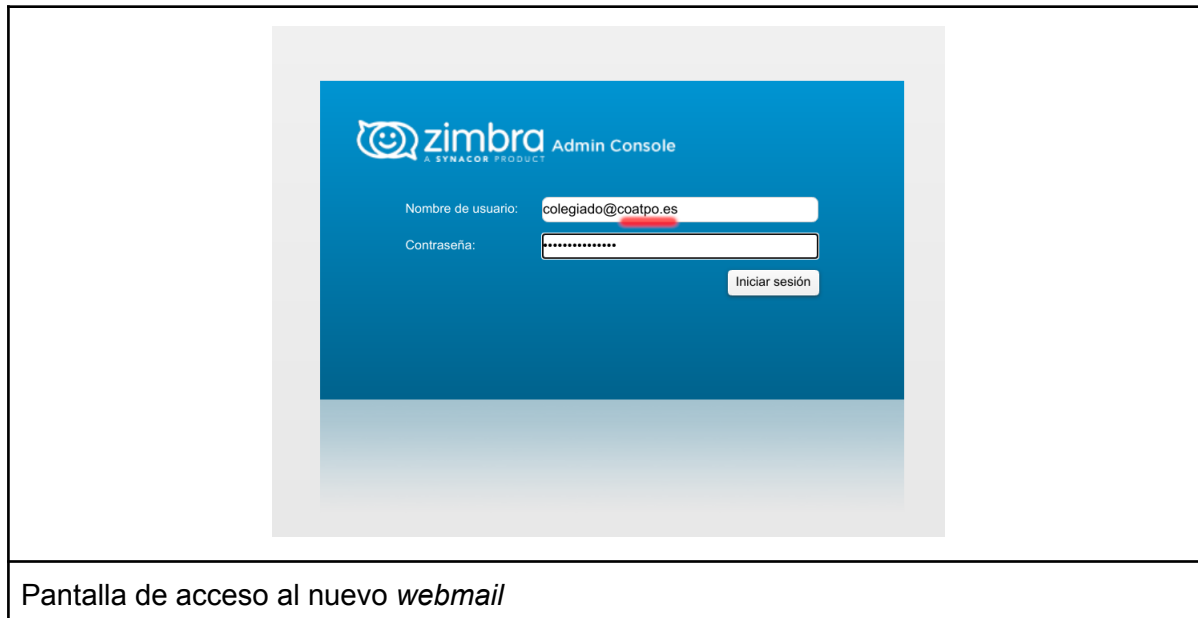 zimbra Admin Console
A SYNACOR PRODUCT
Nombre de usuario: colegiado@coatpo.es
Contraseña: •••••••••••••••
Iniciar sesión
Pantalla de acceso al nuevo webmail